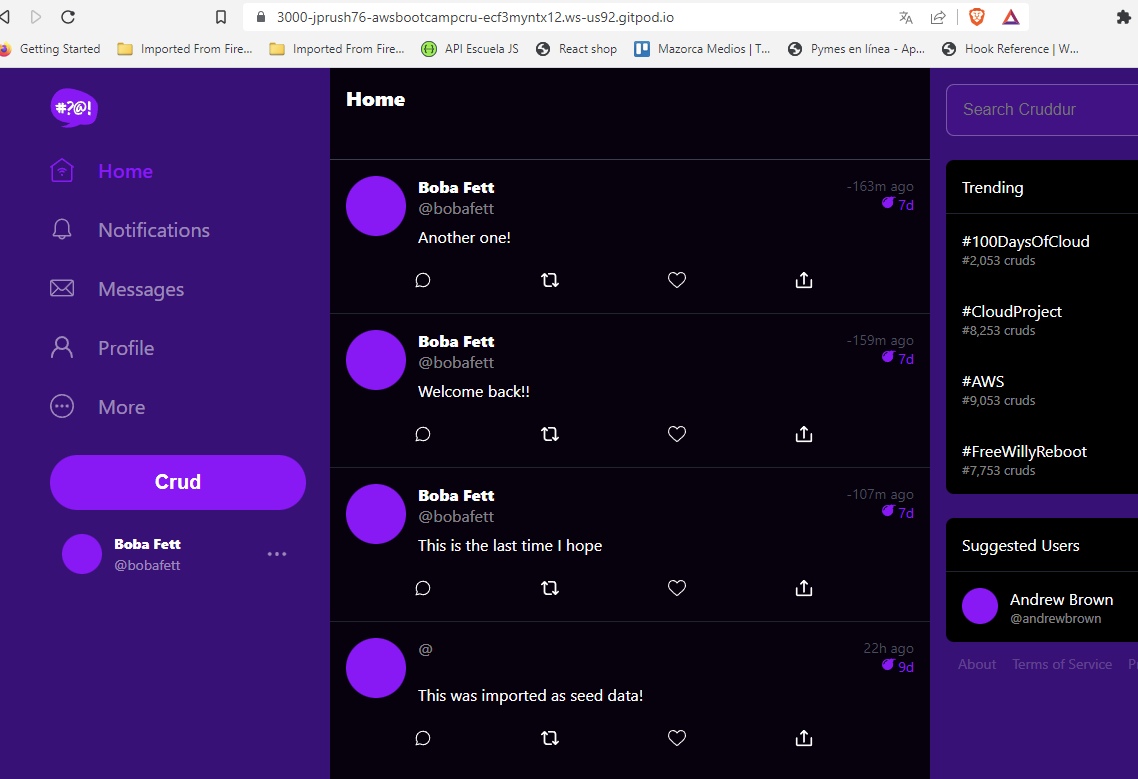 3000-jprush76-awsbootcampcru-ecf3myntx12.ws-us92.gitpod.io
Getting Started
Imported From Fire...
Imported From Fire...
API Escuela JS
React shop
Mazorca Medios | T...
Pymes en línea - Ap...
Hook Reference | W...
#?@!
Home
Notifications
Messages
Profile
More
Crud
Boba Fett
@bobafett
...
Home
Boba Fett
-163m ago
@bobafett
7d
Another one!
Boba Fett
-159m ago
@bobafett
7d
Welcome back!!
Boba Fett
-107m ago
@bobafett
7d
This is the last time I hope
@
22h ago
9d
This was imported as seed data!
Search Cruddur
Trending
#100DaysOfCloud
#2,053 cruds
#CloudProject
#8,253 cruds
#AWS
#9,053 cruds
#FreeWillyReboot
#7,753 cruds
Suggested Users
Andrew Brown
@andrewbrown
About
Terms of Service